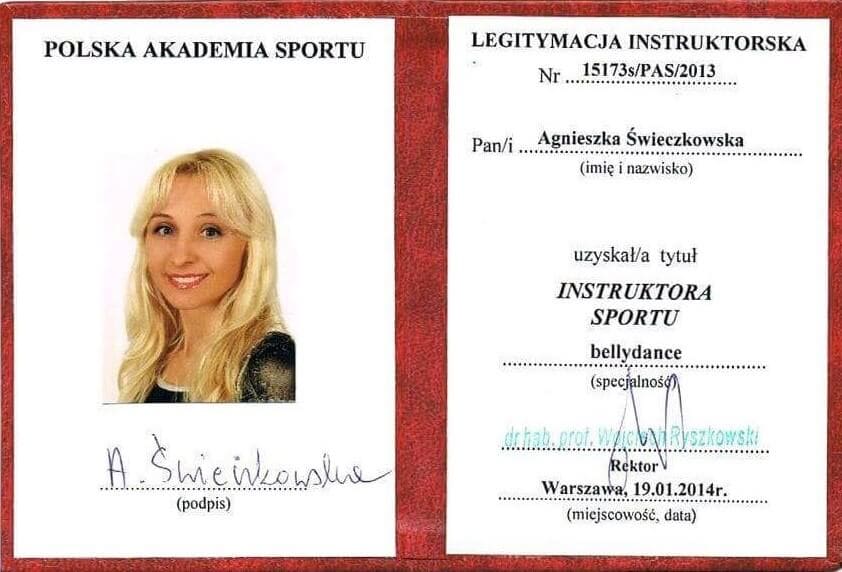 POLSKA AKADEMIA SPORTU
A. Świeczkowska
(podpis)
LEGITYMACJA INSTRUKTORSKA
Nr 15173s/PAS/2013
Pan/i Agnieszka Świeczkowska
(imię i nazwisko)
uzyskał/a tytuł
INSTRUKTORA
SPORTU
bellydance
(specjalność)
dr hab. prof. Wojciech Ryszkowski
Rektor
Warszawa, 19.01.2014r.
(miejscowość, data)